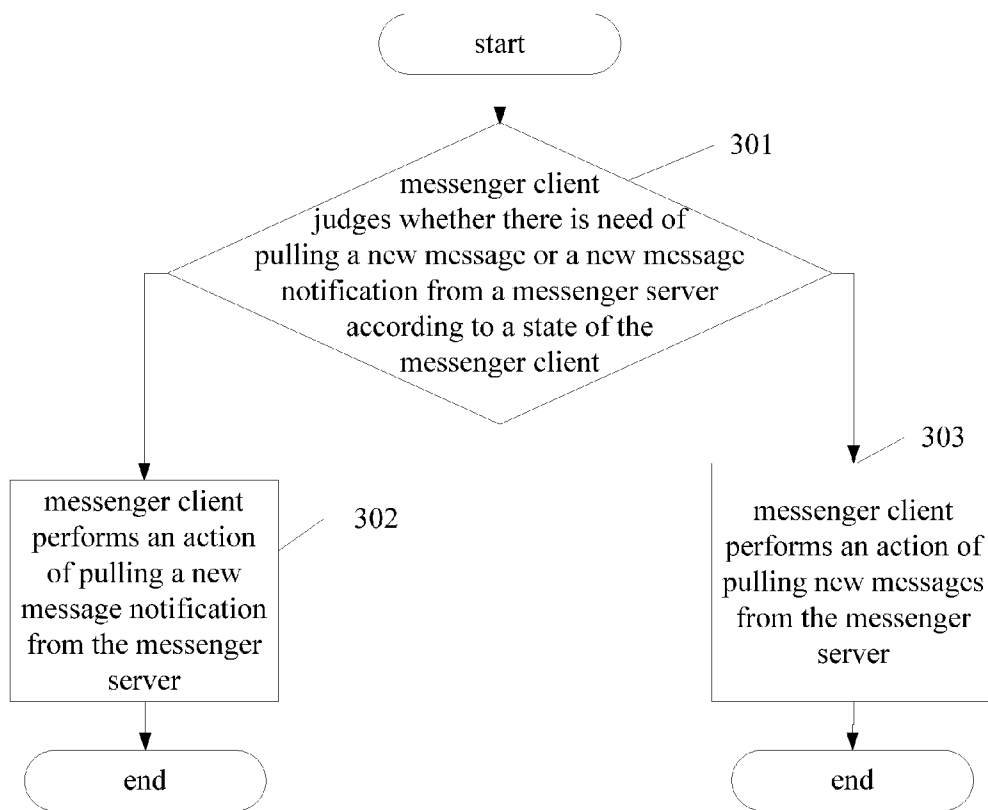 start
301
messenger client
judges whether there is need of
pulling a new message or a new message
notification from a messenger server
according to a state of the
messenger client
303
302
messenger client
performs an action
of pulling a new
message notification
from the messenger
server
messenger client
performs an action of
pulling new messages
from the messenger
server
end
end